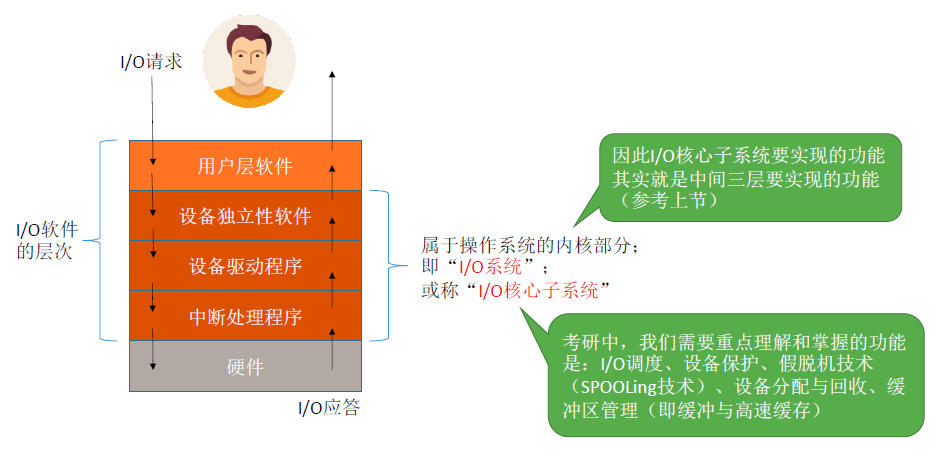 I/O请求
用户层软件
设备独立性软件
设备驱动程序
中断处理程序
硬件
I/O应答
I/O软件
的层次
属于操作系统的内核部分；
即“I/O系统”；
或称“I/O核心子系统”
因此I/O核心子系统要实现的功能
其实就是中间三层要实现的功能
（参考上节）
考研中，我们需要重点理解和掌握的功能
是：I/O调度、设备保护、假脱机技术
（SPOOLing技术）、设备分配与回收、缓
冲区管理（即缓冲与高速缓存）